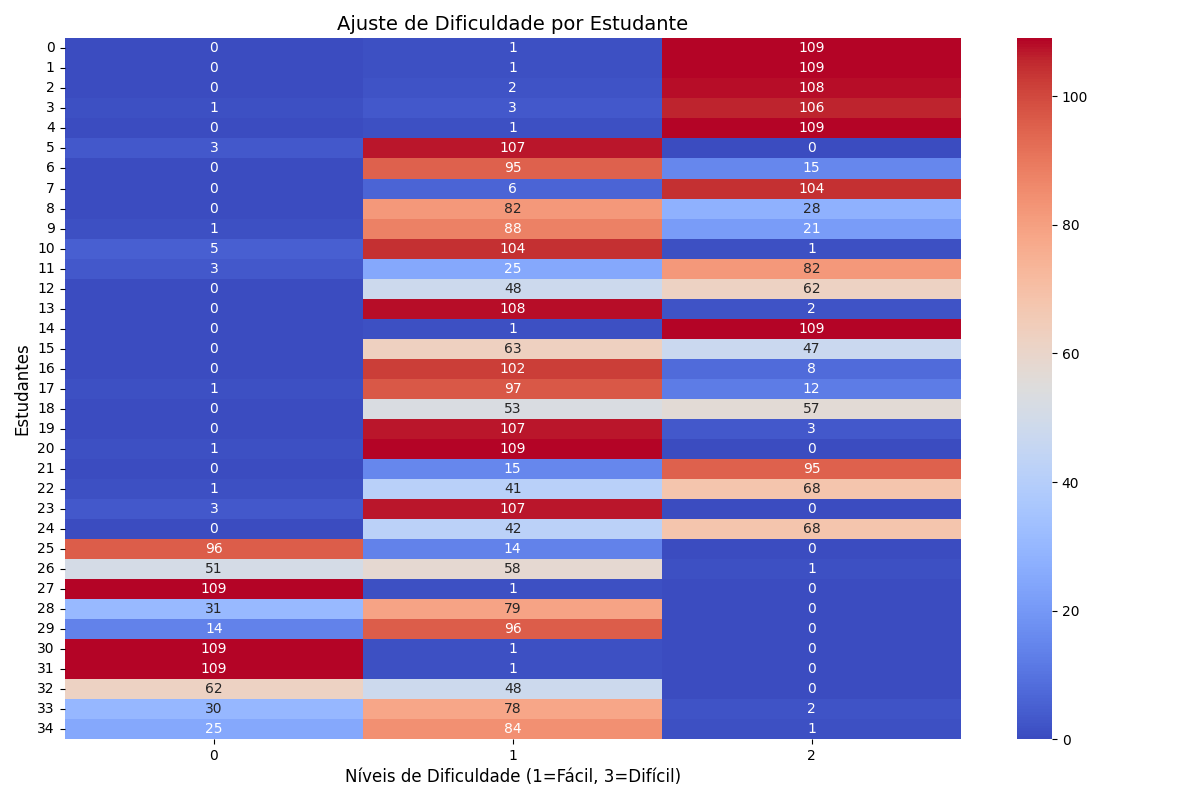 Ajuste de Dificuldade por Estudante
0 0 1 109
1 0 1 109
2 0 2 108
3 1 3 106
4 0 1 109
5 3 107 0
6 0 95 15
7 0 6 104
8 0 82 28
9 1 88 21
10 5 104 1
11 3 25 82
12 0 48 62
13 0 108 2
14 0 1 109
15 0 63 47
16 0 102 8
17 1 97 12
18 0 53 57
19 0 107 3
20 1 109 0
21 0 15 95
22 1 41 68
23 3 107 0
24 0 42 68
25 96 14 0
26 51 58 1
27 109 1 0
28 31 79 0
29 14 96 0
30 109 1 0
31 109 1 0
32 62 48 0
33 30 78 2
34 25 84 1
0 1 2
Níveis de Dificuldade (1=Fácil, 3=Difícil)
Estudantes
100
80
60
40
20
0